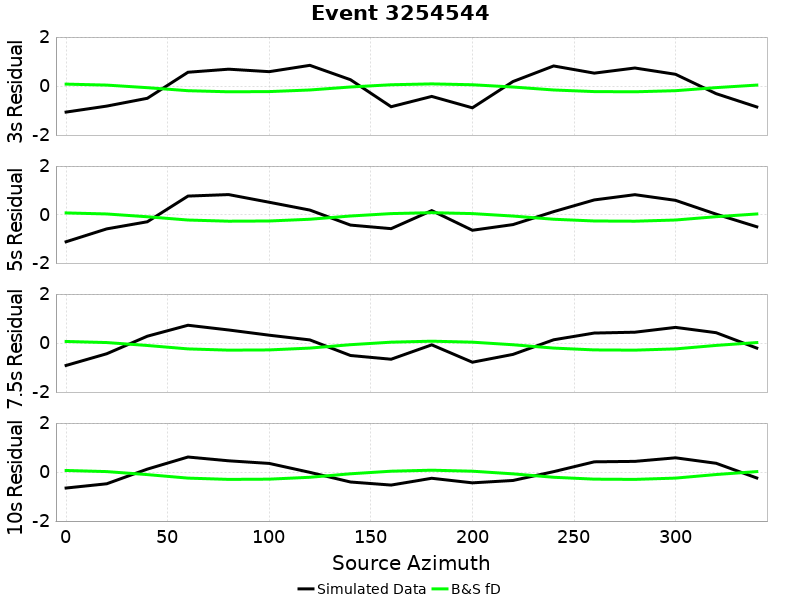 Event 3254544
3s Residual
2
0
-2
5s Residual
2
0
-2
7.5s Residual
2
0
-2
10s Residual
2
0
-2
0 50 100 150 200 250 300
Source Azimuth
Simulated Data B&S fD